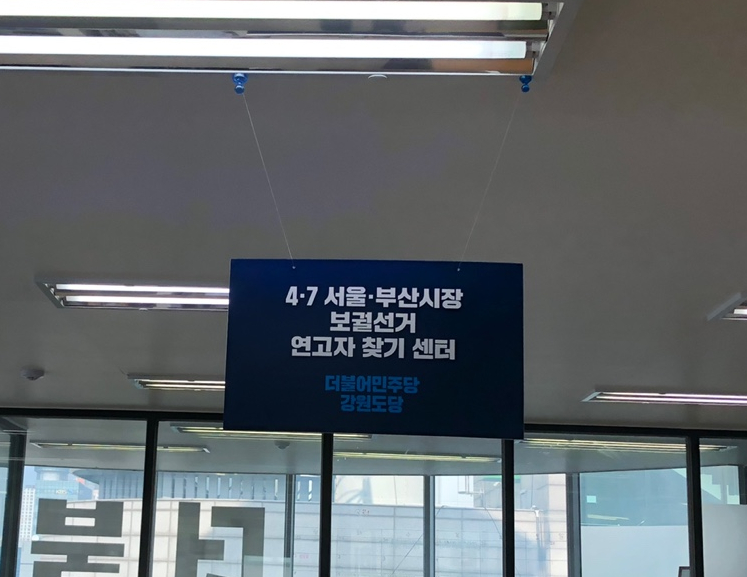 4·7 서울·부산시장
보궐선거
연고자 찾기 센터
더불어민주당
강원도당